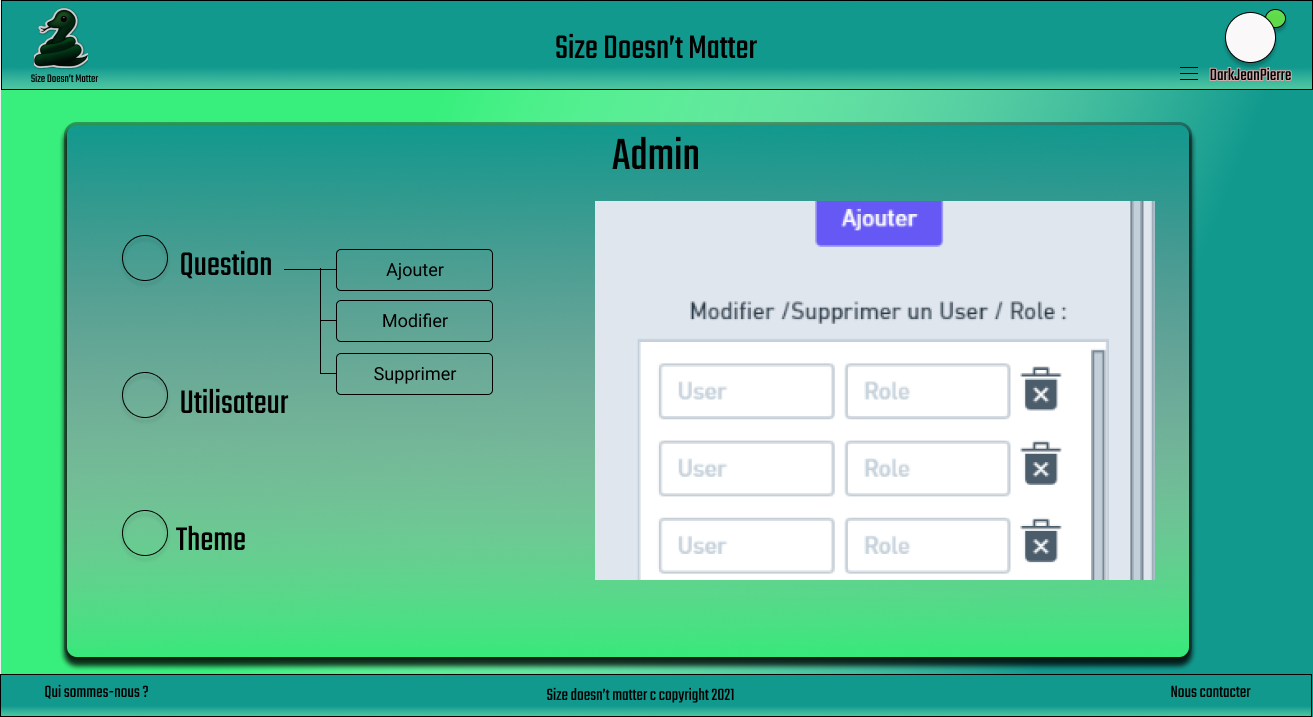 Size Doesn't Matter
Size Doesn't Matter
DarkJeanPierre
Admin
Question
Ajouter
Modifier
Supprimer
Utilisateur
Theme
Ajouter
Modifier /Supprimer un User / Role :
User Role
User Role
User Role
Qui sommes-nous ?
Size doesn't matter c copyright 2021
Nous contacter